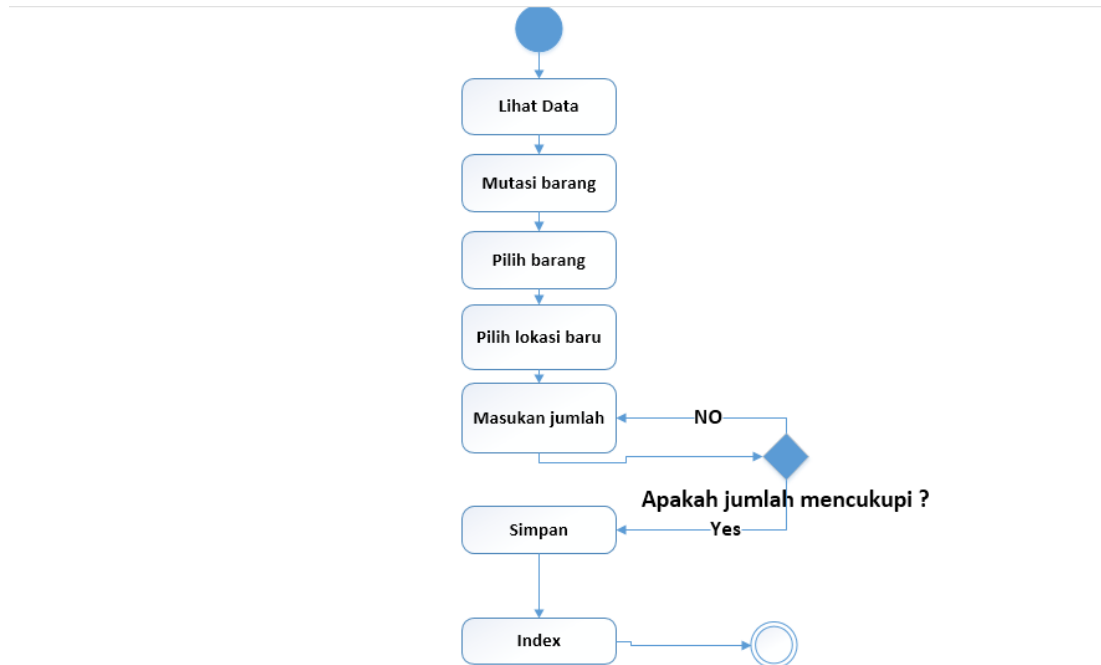 Lihat Data
Mutasi barang
Pilih barang
Pilih lokasi baru
Masukan jumlah
NO
Apakah jumlah mencukupi ?
Simpan
Yes
Index